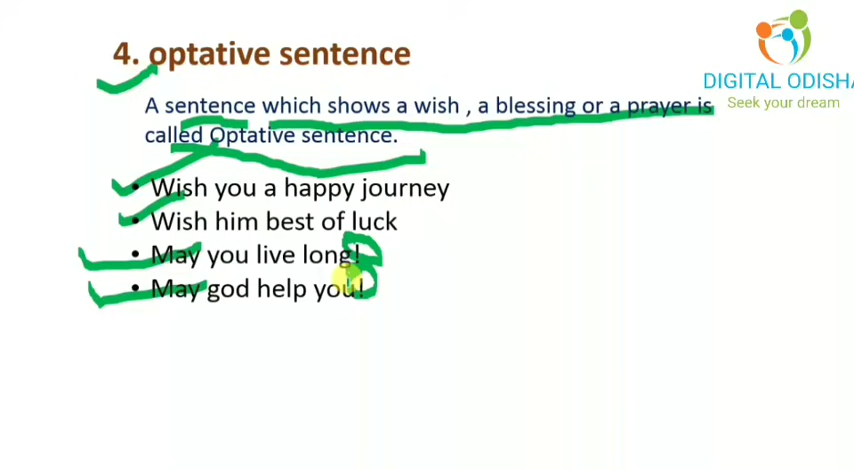 4. optative sentence
DIGITAL ODISHA
Seek your dream
A sentence which shows a wish , a blessing or a prayer is
called Optative sentence.
• Wish you a happy journey
• Wish him best of luck
• May you live long!
• May god help you!